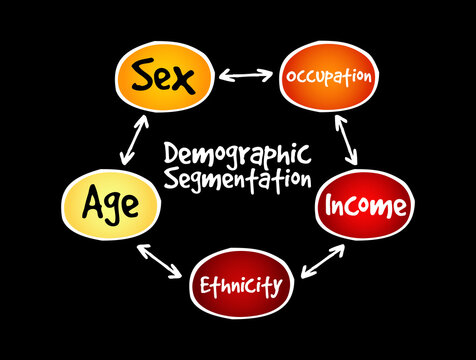 Sex
Occupation
Demographic
Segmentation
Age
Income
Ethnicity